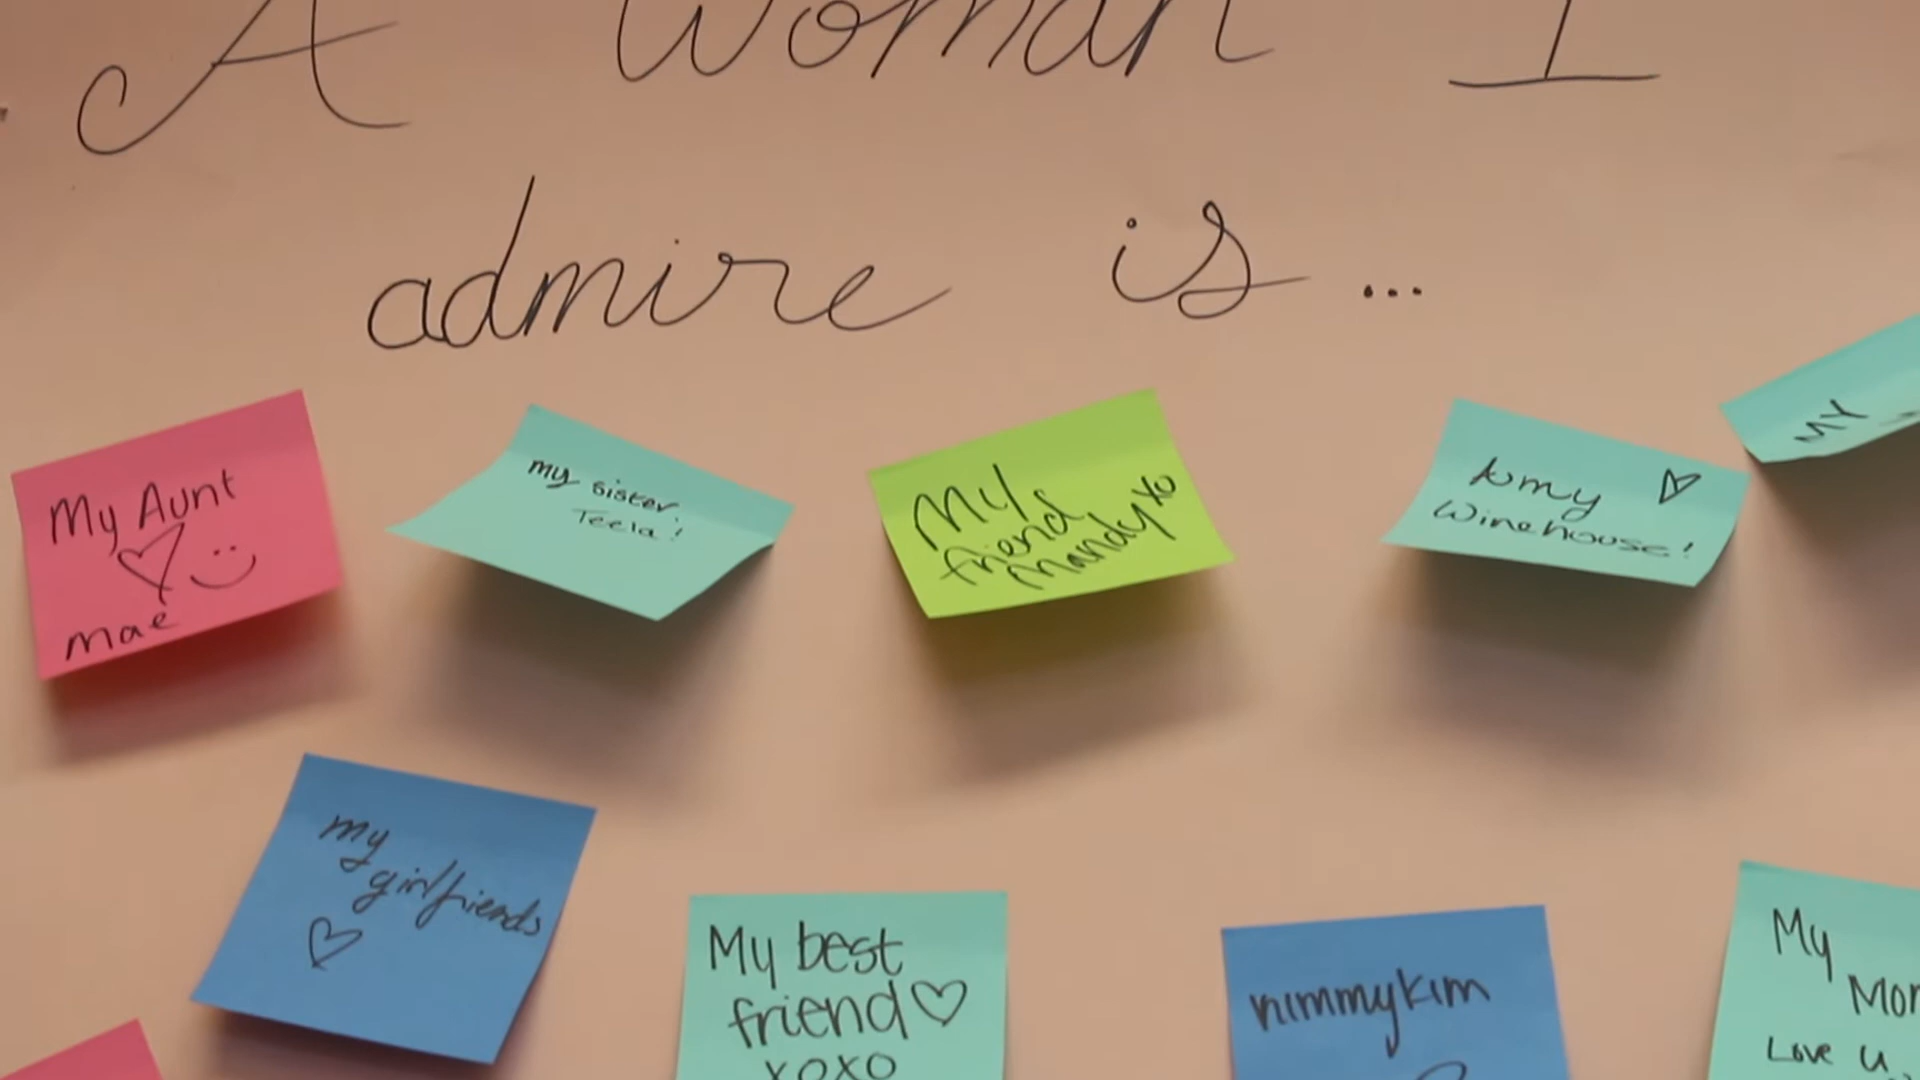 A Woman I
admire is...
My Aunt
Mae
my sister
Teela!
My
friend
Mandy xo
Amy
Winehouse!
MY
my
girlfriends
My best
friend
xoxo
nimmykim
My
Mo
Love u